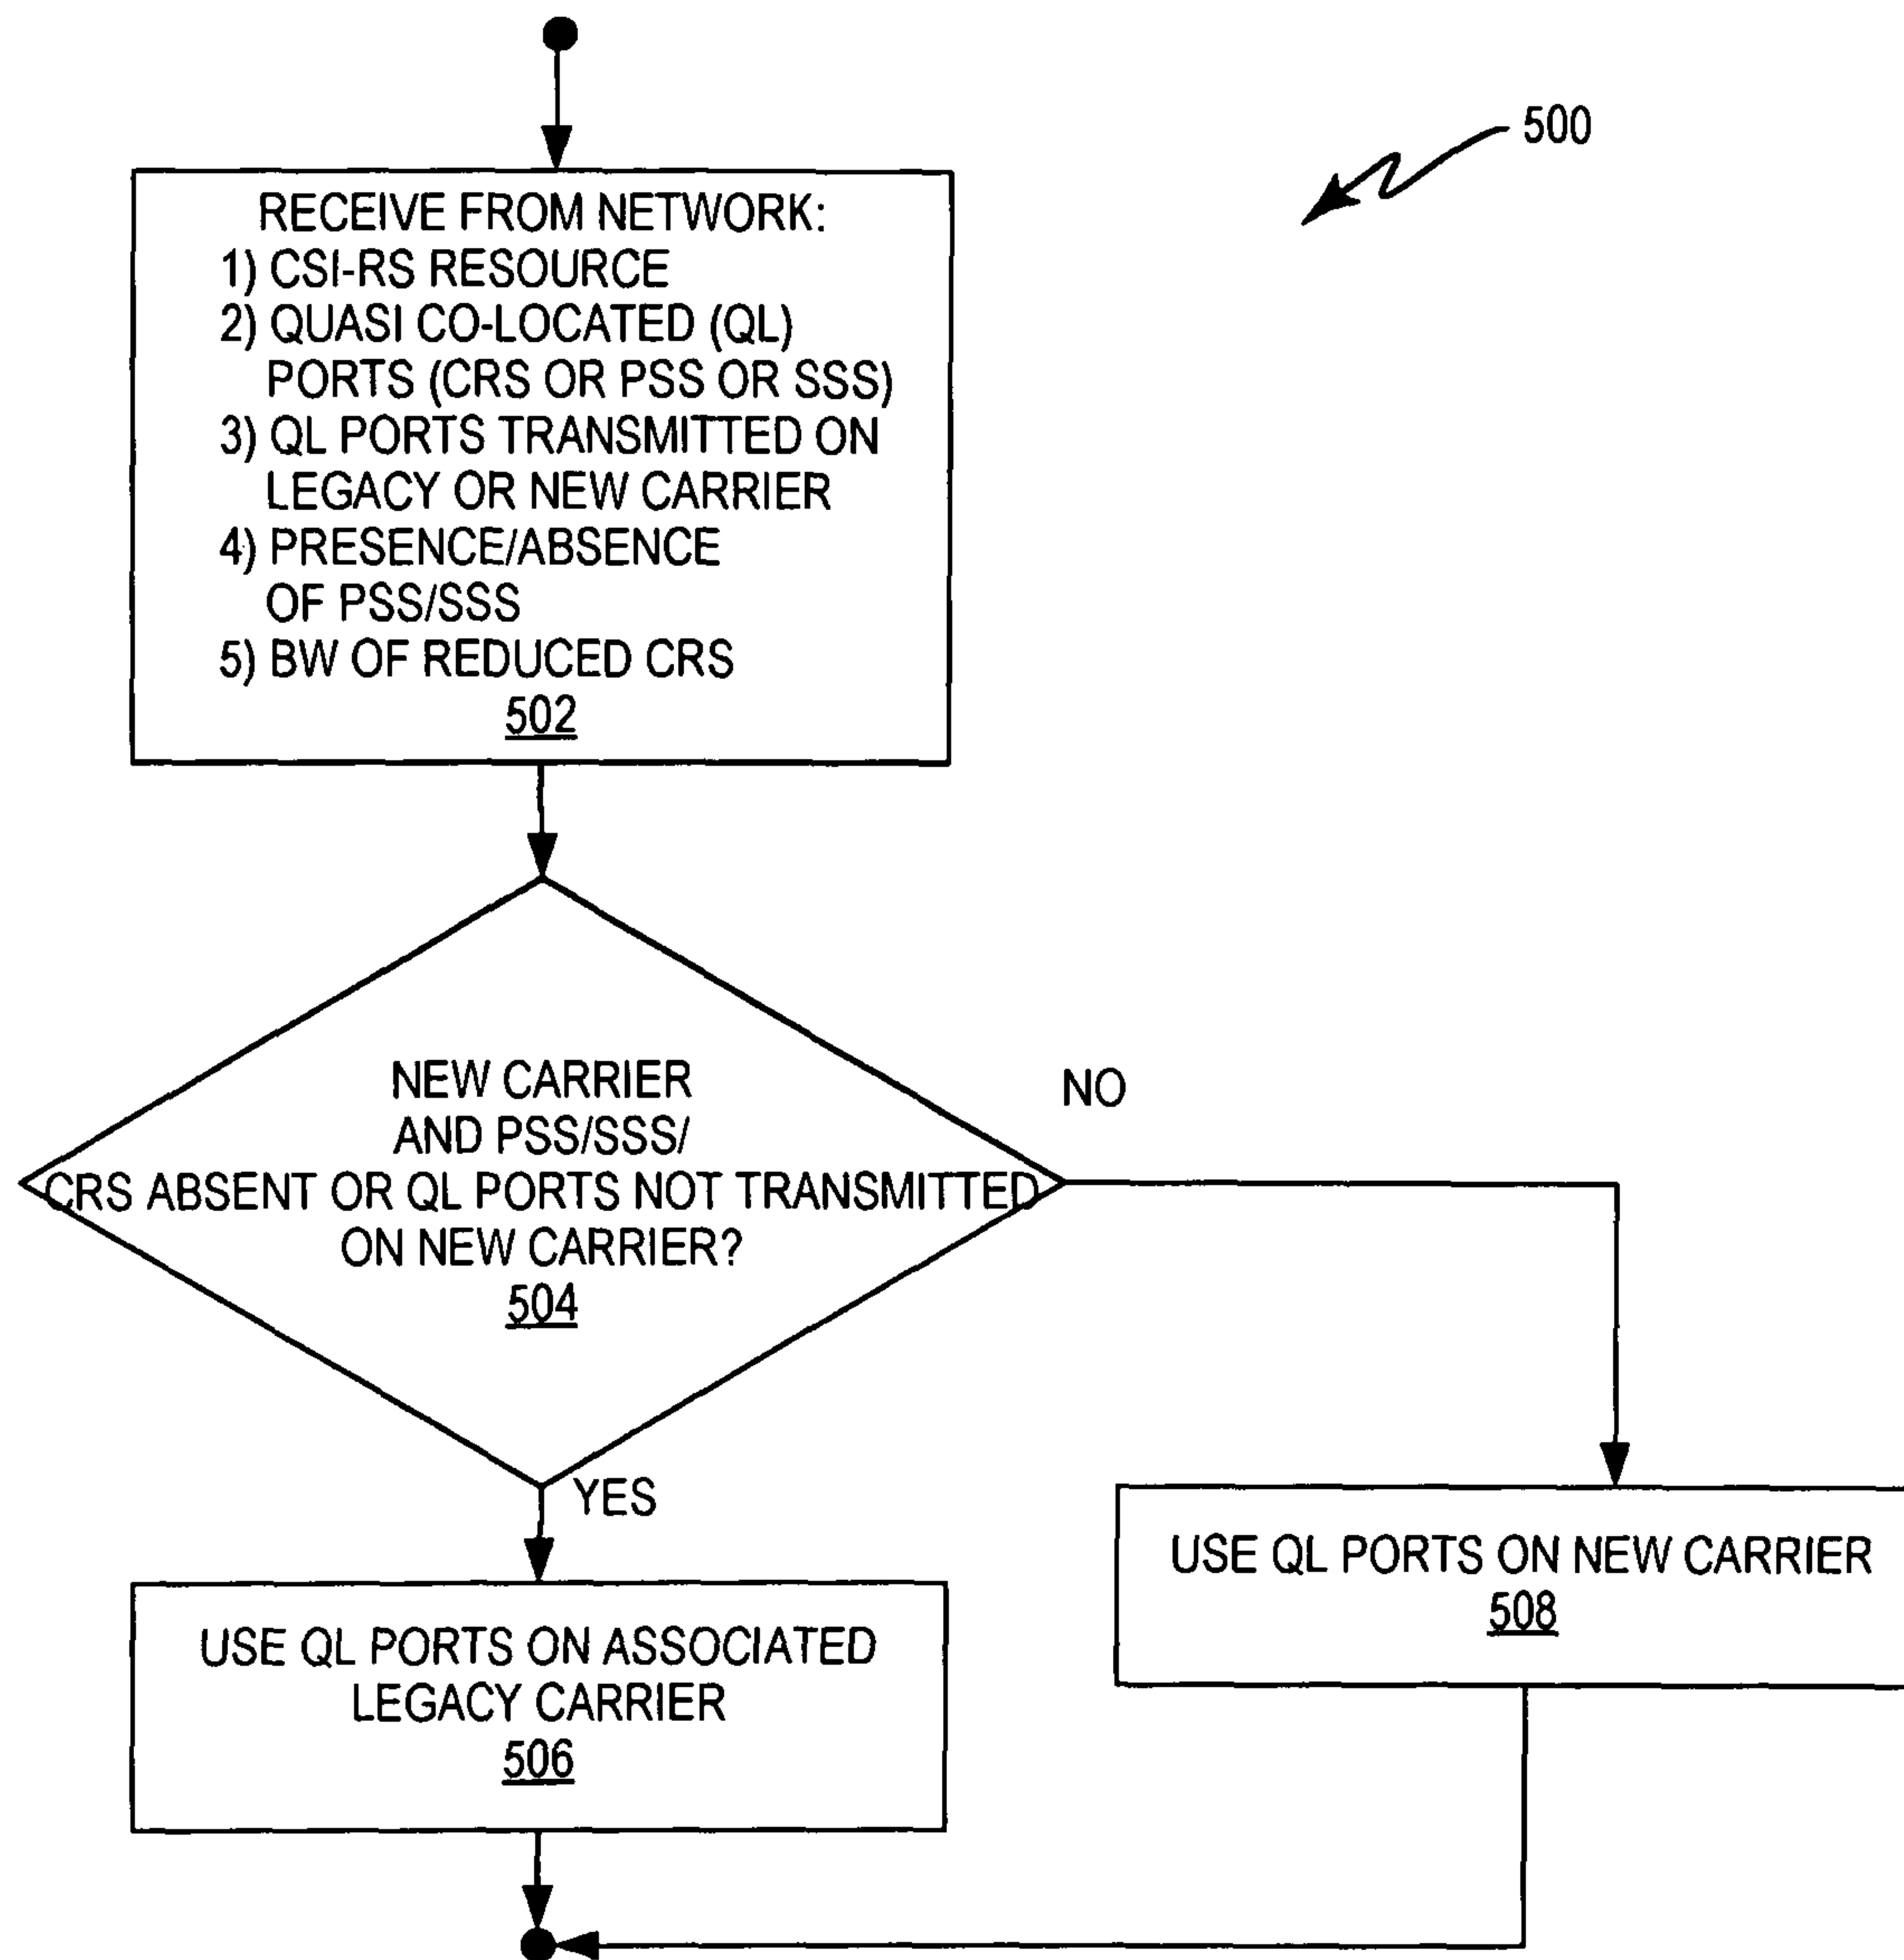 500
RECEIVE FROM NETWORK:
1) CSI-RS RESOURCE
2) QUASI CO-LOCATED (QL)
PORTS (CRS OR PSS OR SSS)
3) QL PORTS TRANSMITTED ON
LEGACY OR NEW CARRIER
4) PRESENCE/ABSENCE
OF PSS/SSS
5) BW OF REDUCED CRS
502
NEW CARRIER
AND PSS/SSS/
CRS ABSENT OR QL PORTS NOT TRANSMITTED
ON NEW CARRIER?
504
NO
YES
USE QL PORTS ON NEW CARRIER
508
USE QL PORTS ON ASSOCIATED
LEGACY CARRIER
506